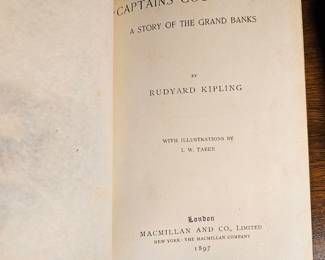 CAPTAINS
A STORY OF THE GRAND BANKS
BY
RUDYARD KIPLING
WITH ILLUSTRATIONS BY
I. W. TABER
London
MACMILLAN AND CO., LIMITED
NEW YORK: THE MACMILLAN COMPANY
1897